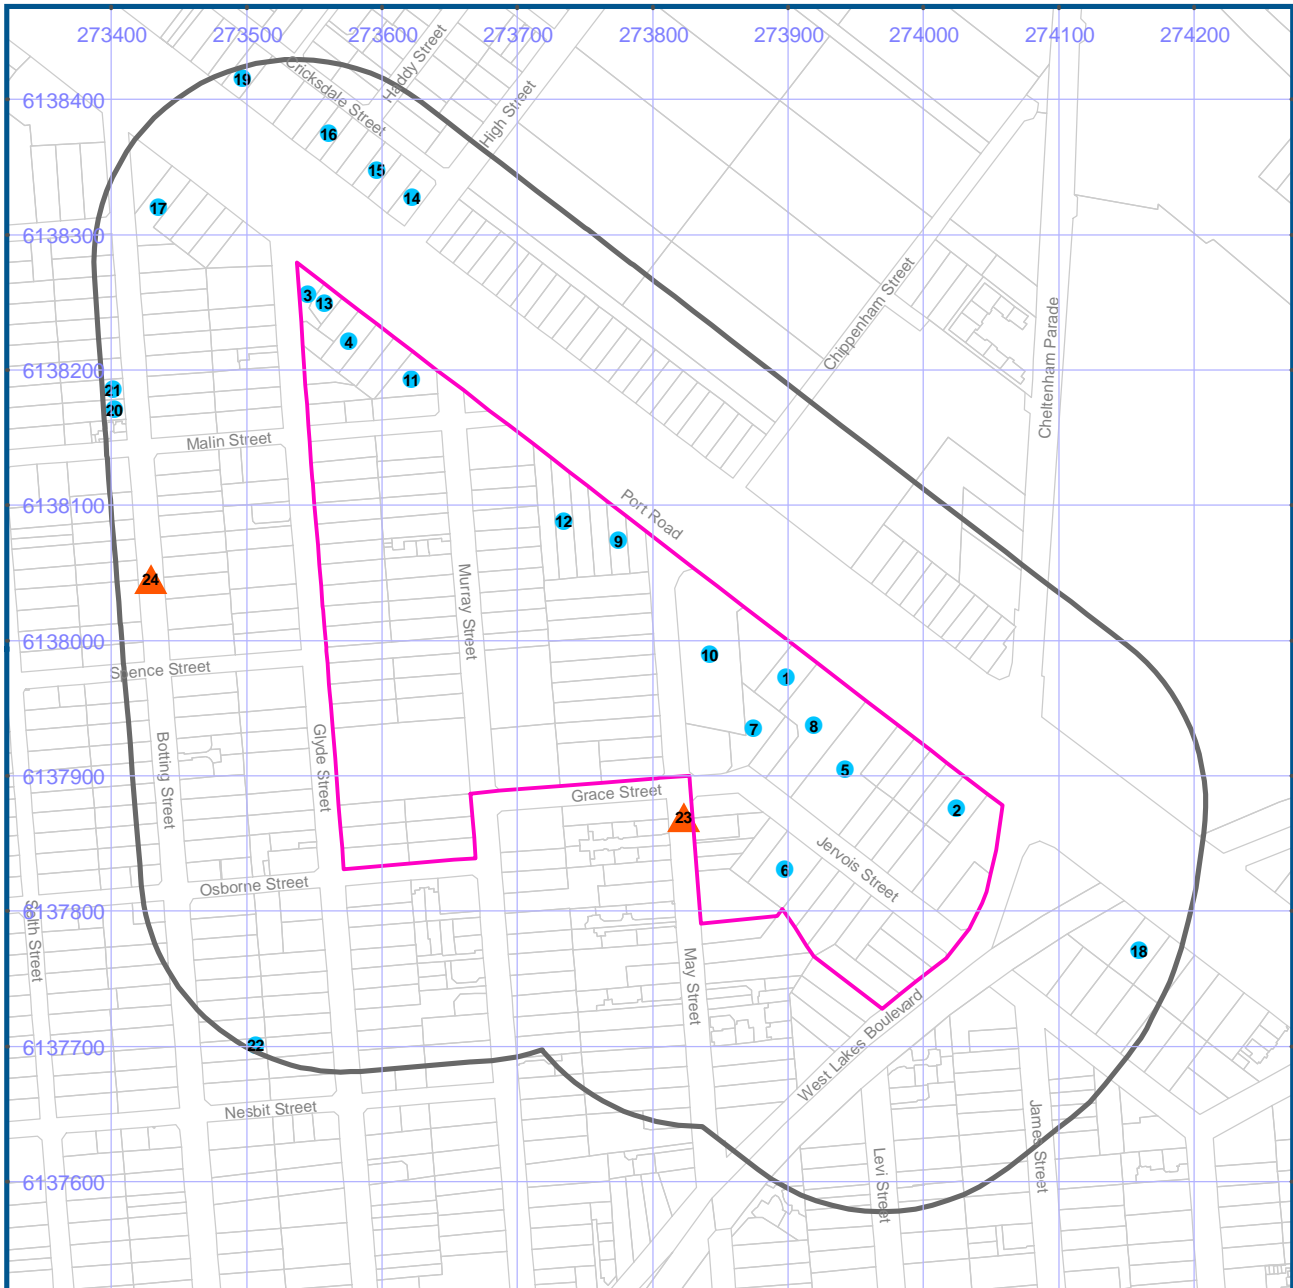 273400 273500 273600 273700 273800 273900 274000 274100 274200
Haddy Street
Cricksdale Street
19
6138400
High Street
16
15
14
17
6138300
Chippenham Street
3
13
Cheltenham Parade
4
6138200
11
21
20
Malin Street
6138100
Port Road
12
9
24
Murray Street
6138000
10
Spence Street
1
7
8
Botting Street
Glyde Street
5
6137900
Grace Street
2
23
Jervois Street
6
Osborne Street
6137800
Smith Street
18
May Street
West Lakes Boulevard
22
6137700
Nesbit Street
James Street
Levi Street
6137600